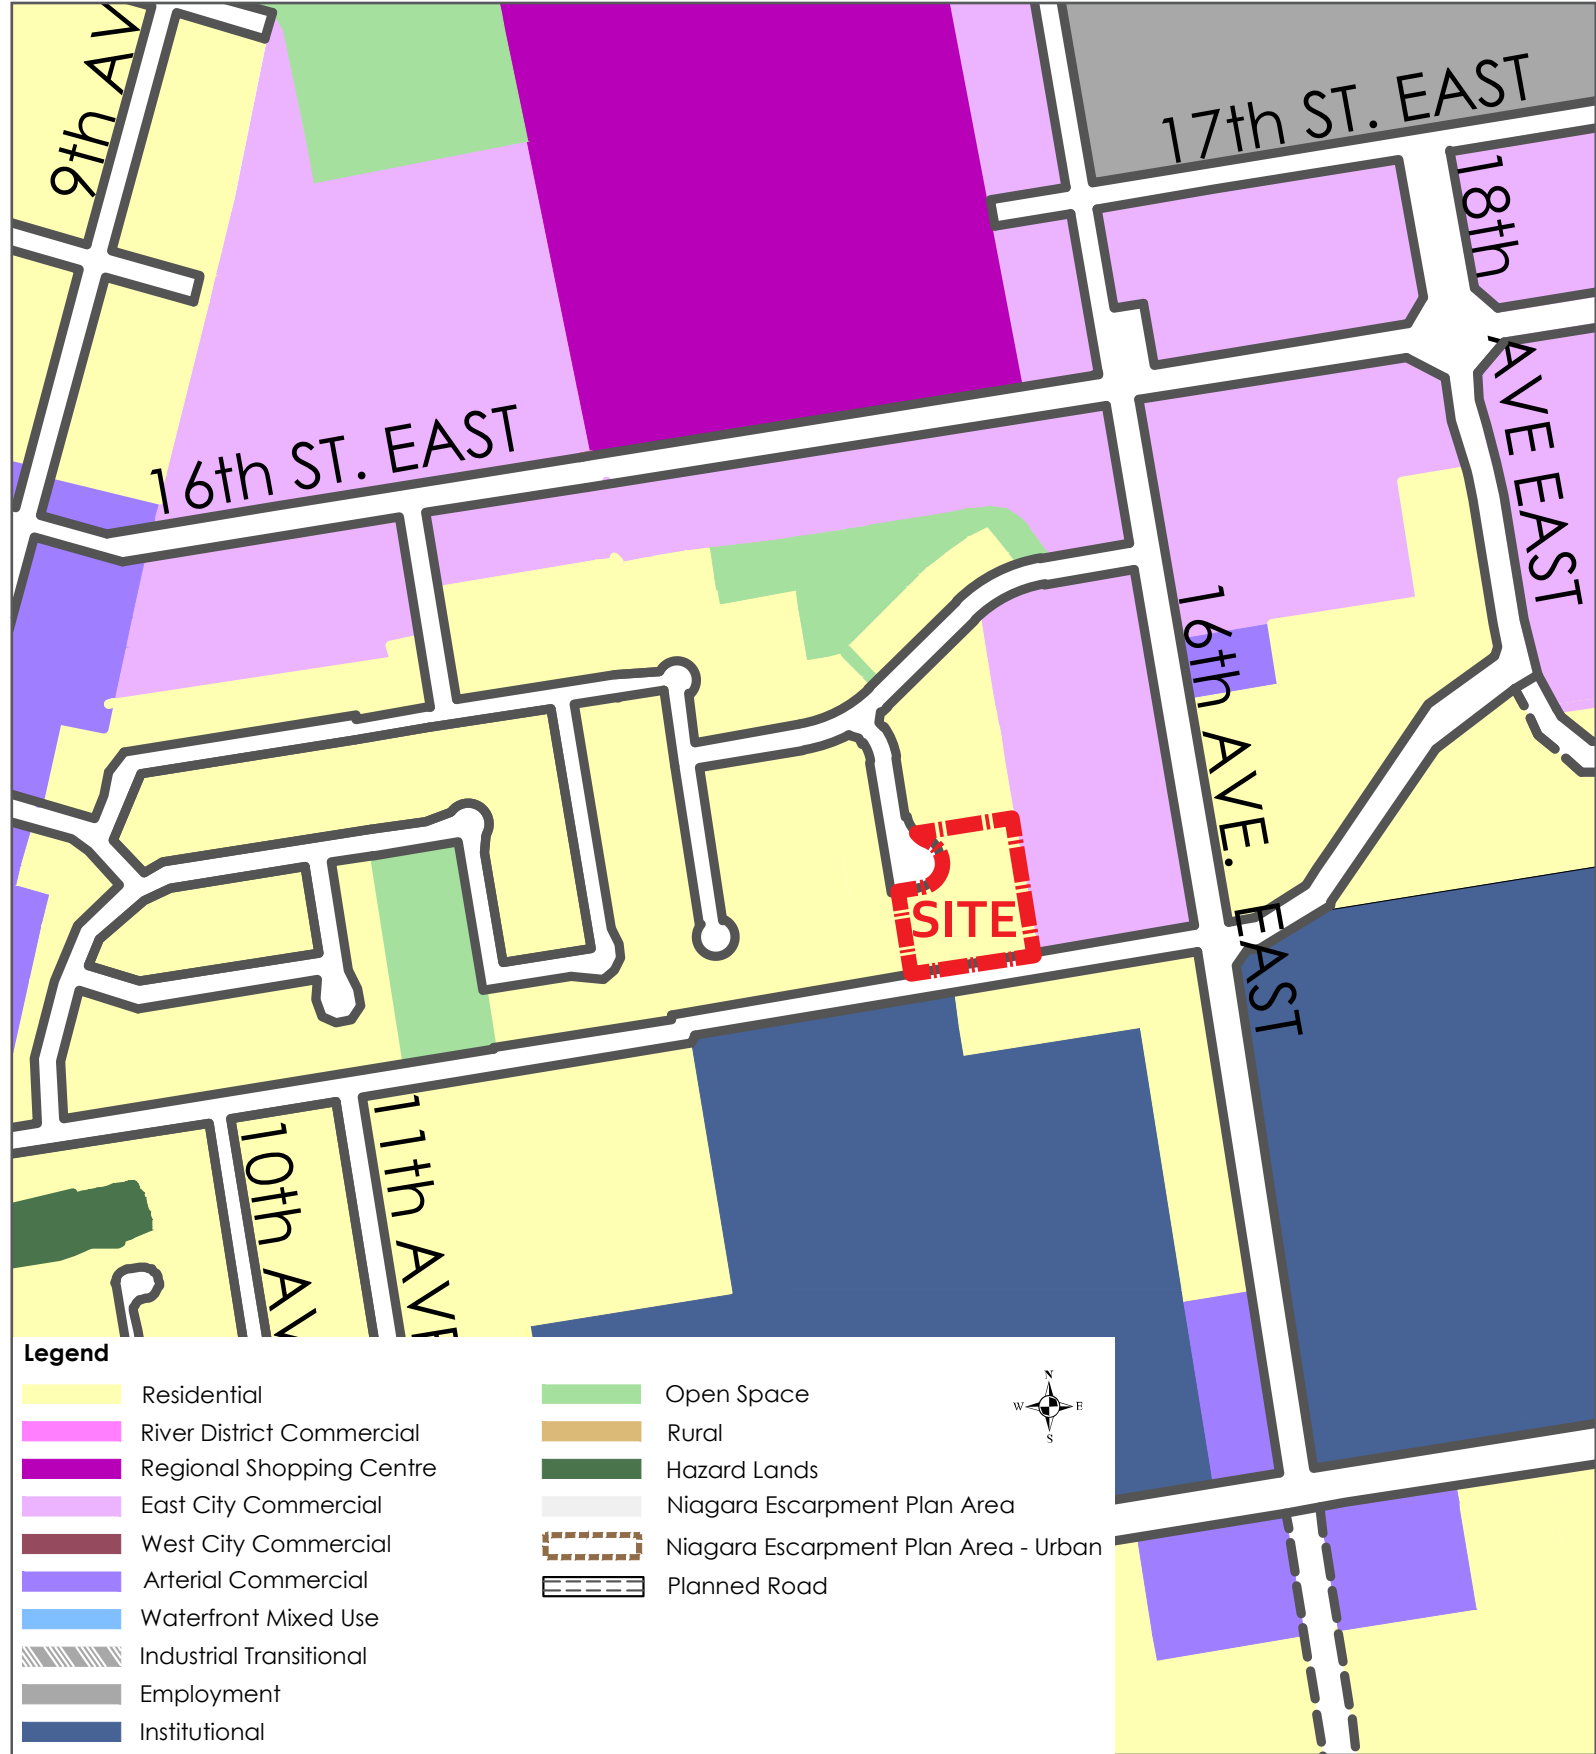 9th AV
17th ST. EAST
18th
AVE EAST
16th ST. EAST
16th AVE. EAST
SITE
10th AV
11th AVE
Legend
Residential
River District Commercial
Regional Shopping Centre
East City Commercial
West City Commercial
Arterial Commercial
Waterfront Mixed Use
Industrial Transitional
Employment
Institutional
Open Space
Rural
Hazard Lands
Niagara Escarpment Plan Area
Niagara Escarpment Plan Area - Urban
Planned Road
N
W E
S